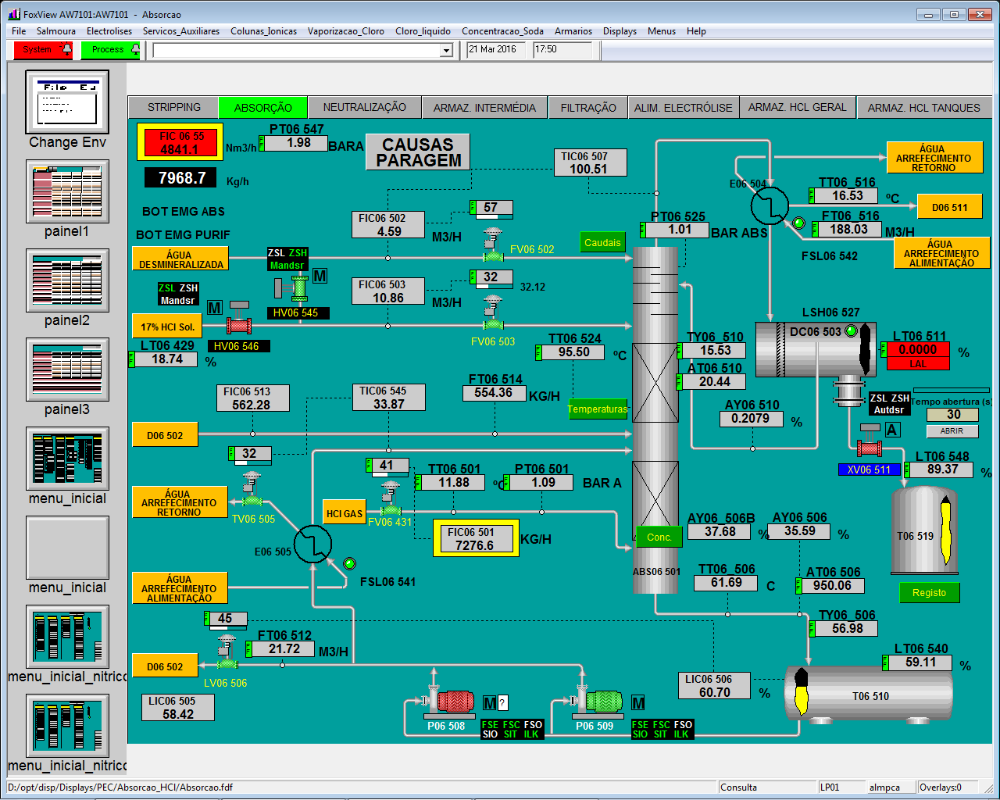 FoxView AW7101:AW7101 - Absorcao
File Salmoura Electrolises Servicos_Auxiliares Colunas_Ionicas Vaporizacao_Cloro Cloro_liquido Concentracao_Soda Armarios Displays Menus Help
System Process 21 Mar 2016 17:50
Change Env
painel1
painel2
painel3
menu_inicial
menu_inicial
menu_inicial_nitrico
menu_inicial_nitrico
STRIPPING ABSORÇÃO NEUTRALIZAÇÃO ARMAZ. INTERMÉDIA FILTRAÇÃO ALIM. ELECTRÓLISE ARMAZ. HCL GERAL ARMAZ. HCL TANQUES
FIC 06 55
4841.1 Nm3/h
PT06 547
1.98 BARA
7968.7 Kg/h
CAUSAS
PARAGEM
BOT EMG ABS
BOT EMG PURIF
TIC06 507
100.51
FIC06 502
4.59 M3/H
57
FV06 502
Caudais
PT06 525
1.01 BAR ABS
E06 504
ÁGUA
ARREFECIMENTO
RETORNO
TT06_516
16.53 ºC
D06 511
FT06_516
188.03 M3/H
FSL06 542
ÁGUA
ARREFECIMENTO
ALIMENTAÇÃO
ÁGUA
DESMINERALIZADA
ZSL ZSH
Mandsr
M
HV06 545
FIC06 503
10.86 M3/H
32
32.12
FV06 503
ZSL ZSH
Mandsr
M
17% HCl Sol.
HV06 546
LT06 429
18.74 %
TT06 524
95.50 ºC
TY06_510
15.53
AT06 510
20.44
AY06 510
0.2079 %
LSH06 527
DC06 503
LT06 511
0.0000 %
LAL
ZSL ZSH
Autdsr
Tempo abertura (s)
30
ABRIR
A
XV06 511
LT06 548
89.37 %
T06 519
Registo
FIC06 513
562.28
TIC06 545
33.87
FT06 514
554.36 KG/H
Temperaturas
D06 502
32
TV06 505
ÁGUA
ARREFECIMENTO
RETORNO
41
HCl GAS
FV06 431
TT06 501
11.88 ºC
PT06 501
1.09 BAR A
FIC06 501
7276.6 KG/H
E06 505
FSL06 541
ÁGUA
ARREFECIMENTO
ALIMENTAÇÃO
Conc.
ABS06 501
AY06_506B
37.68 %
AY06 506
35.59 %
TT06_506
61.69 C
AT06 506
950.06
TY06_506
56.98
LT06 540
59.11 %
T06 510
LIC06 506
60.70 %
45
FT06 512
21.72 M3/H
D06 502
LV06 506
LIC06 505
58.42
P06 508
M ?
FSE FSC FSO
SIO SIT ILK
P06 509
M
FSE FSC FSO
SIO SIT ILK
D:/opt/disp/Displays/PEC/Absorcao_HCl/Absorcao.fdf Consulta LP01 almpca Overlays:0